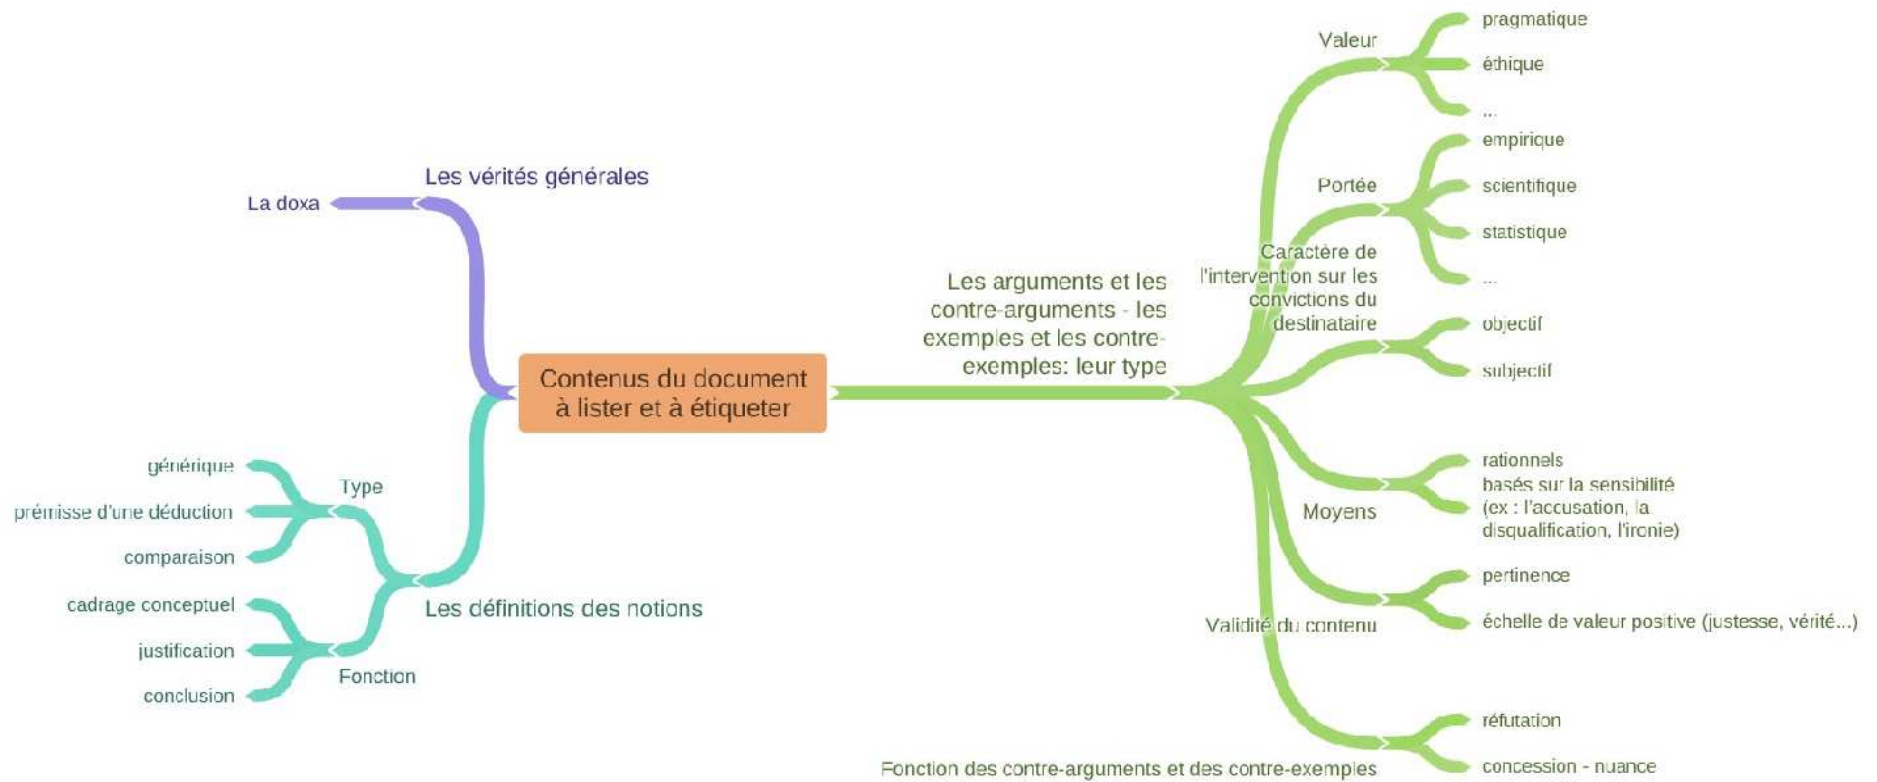 Contenus du document
à lister et à étiqueter
Les vérités générales
La doxa
Les définitions des notions
Type
générique
prémisse d'une déduction
comparaison
Fonction
cadrage conceptuel
justification
conclusion
Les arguments et les
contre-arguments - les
exemples et les contre-
exemples: leur type
Valeur
pragmatique
éthique
...
Portée
empirique
scientifique
statistique
...
Caractère de
l'intervention sur les
convictions du
destinataire
objectif
subjectif
Moyens
rationnels
basés sur la sensibilité
(ex : l'accusation, la
disqualification, l'ironie)
Validité du contenu
pertinence
échelle de valeur positive (justesse, vérité...)
Fonction des contre-arguments et des contre-exemples
réfutation
concession - nuance